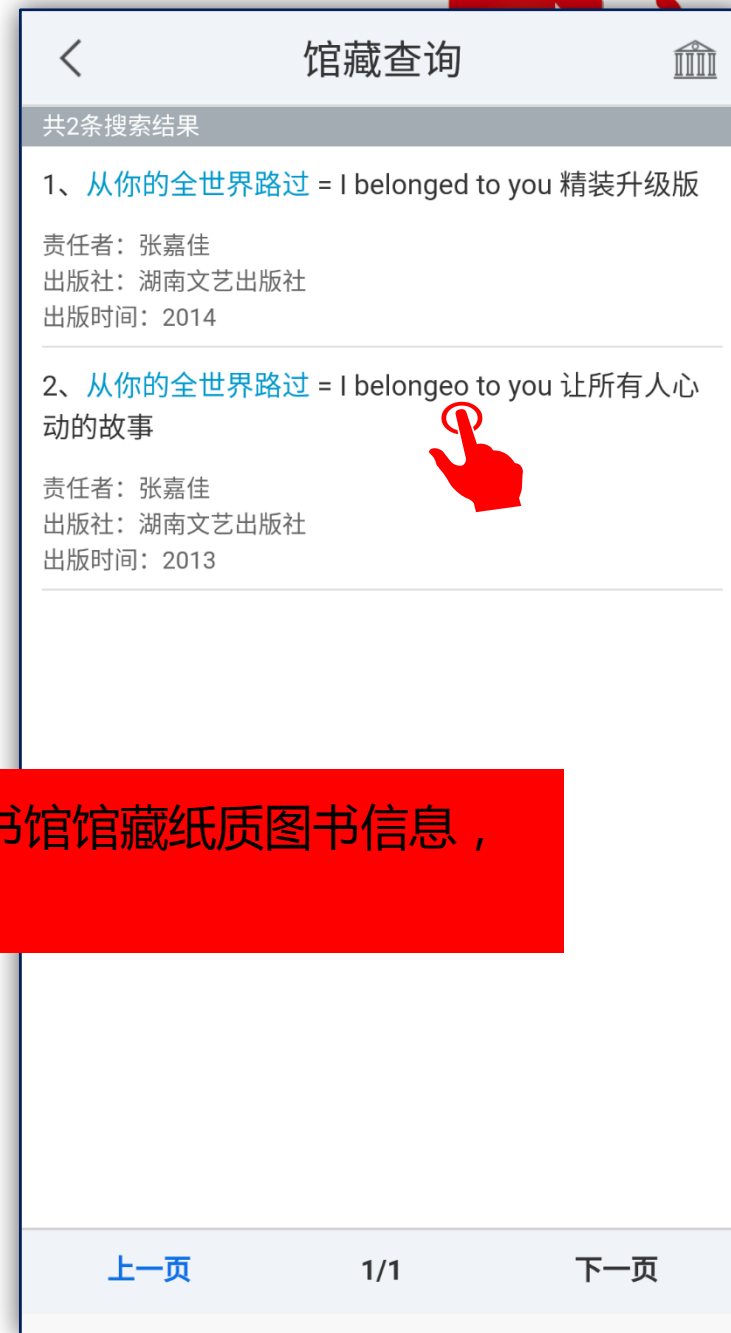 馆藏查询
共2条搜索结果
1、从你的全世界路过 = I belonged to you 精装升级版
责任者：张嘉佳
出版社：湖南文艺出版社
出版时间：2014
2、从你的全世界路过 = I belongeo to you 让所有人心
动的故事
责任者：张嘉佳
出版社：湖南文艺出版社
出版时间：2013
书馆馆藏纸质图书信息，
上一页 1/1 下一页